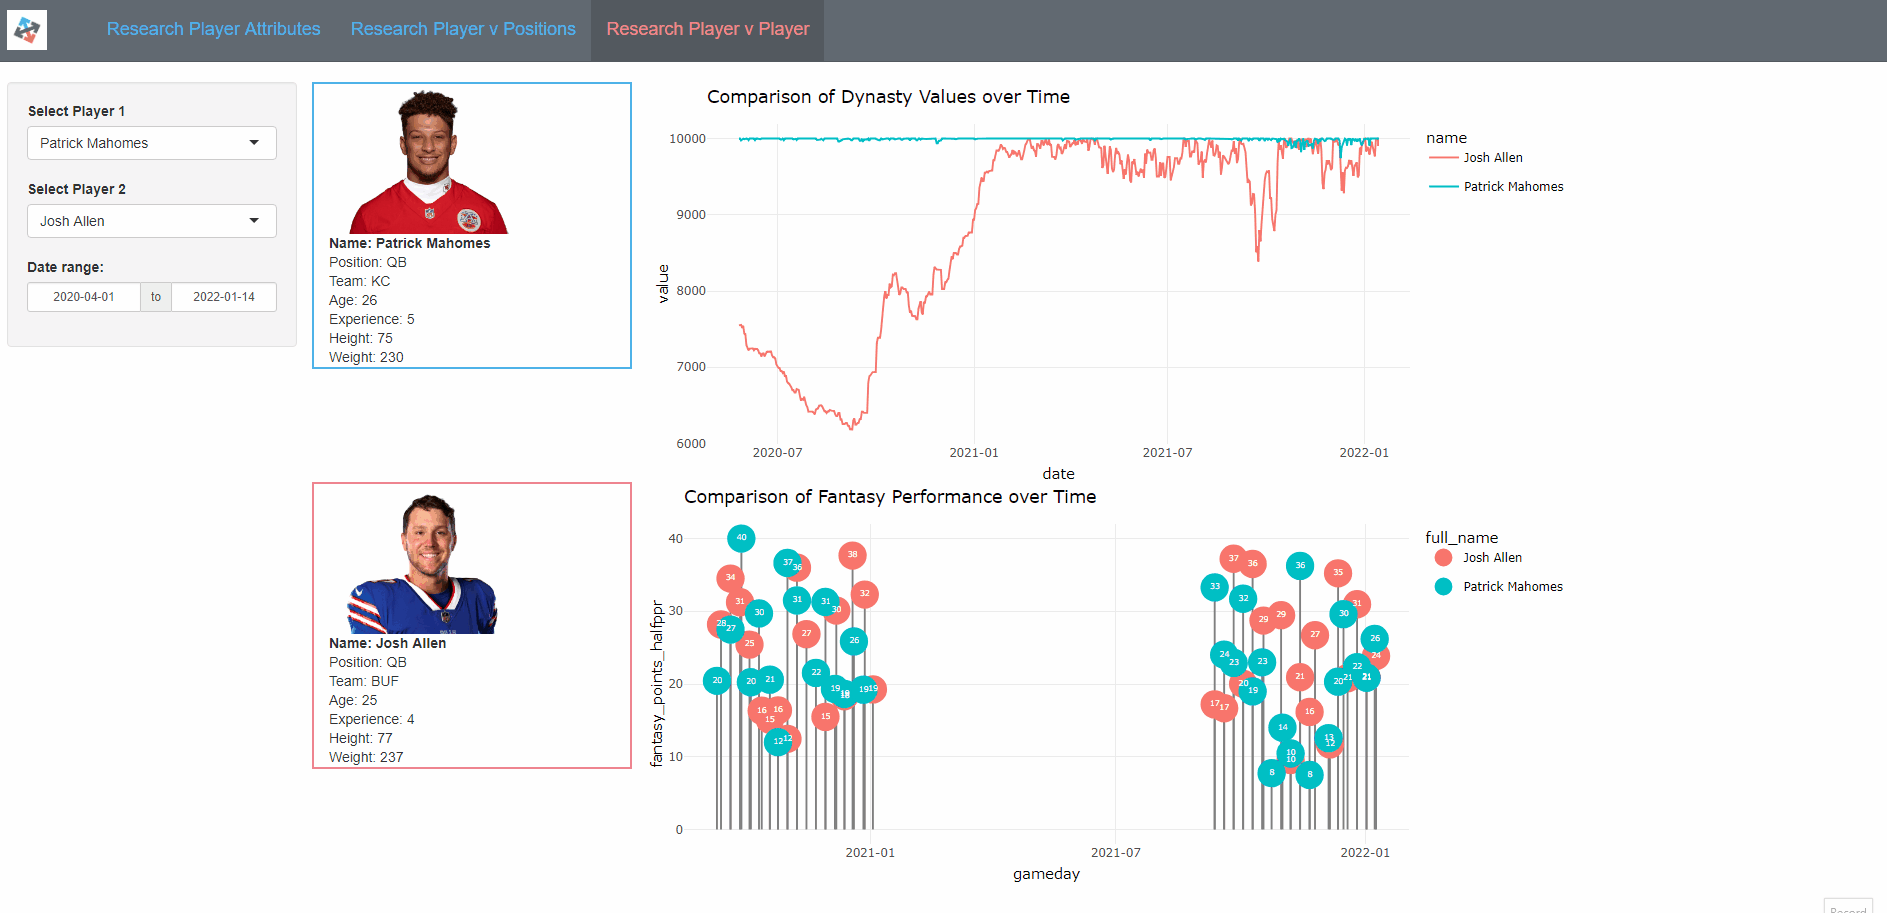 Research Player Attributes
Research Player v Positions
Research Player v Player
Select Player 1
Patrick Mahomes
Select Player 2
Josh Allen
Date range:
2020-04-01 to 2022-01-14
Name: Patrick Mahomes
Position: QB
Team: KC
Age: 26
Experience: 5
Height: 75
Weight: 230
Name: Josh Allen
Position: QB
Team: BUF
Age: 25
Experience: 4
Height: 77
Weight: 237
Comparison of Dynasty Values over Time
value
10000
9000
8000
7000
6000
2020-07
2021-01
2021-07
2022-01
date
name
Josh Allen
Patrick Mahomes
Comparison of Fantasy Performance over Time
fantasy_points_halfppr
40
30
20
10
0
20
28
34
27
40
31
25
20
30
16
15
21
16
12
37
12
36
31
27
22
31
15
30
19
38
26
32
19
19
2021-01
2021-07
2022-01
33
17
24
17
37
23
32
20
36
19
29
23
8
29
14
10
10
36
21
16
8
27
13
12
35
20
30
21
31
22
21
26
24
gameday
full_name
Josh Allen
Patrick Mahomes
Record